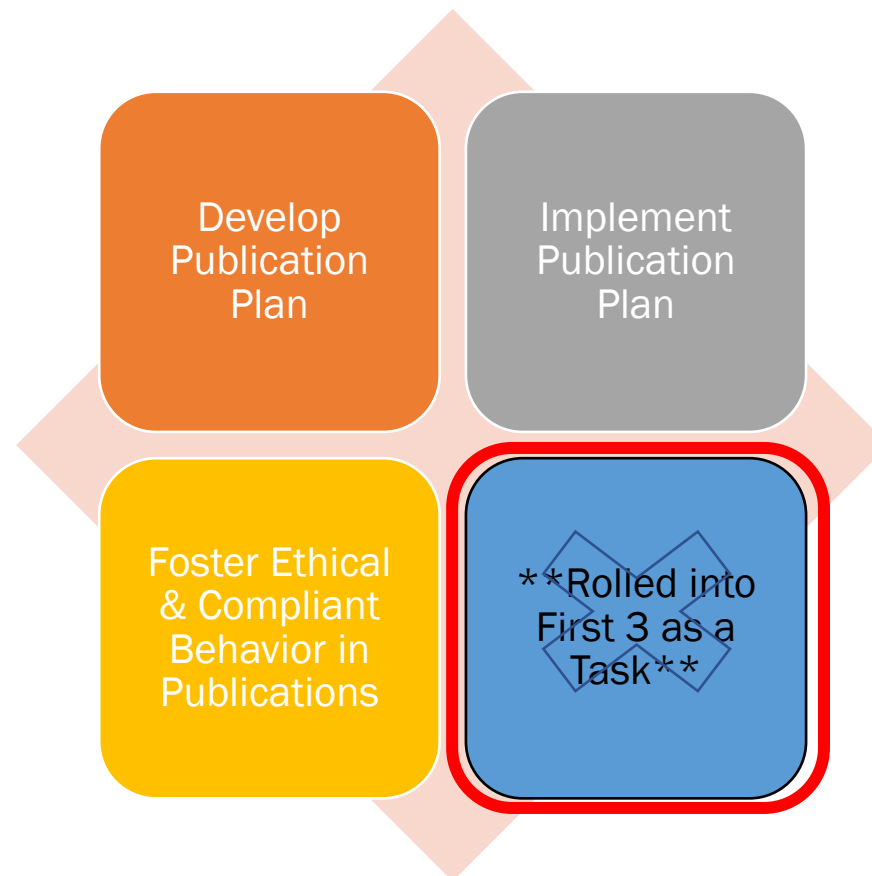 Develop
Publication
Plan
Implement
Publication
Plan
Foster Ethical
& Compliant
Behavior in
Publications
**Rolled into
First 3 as a
Task**